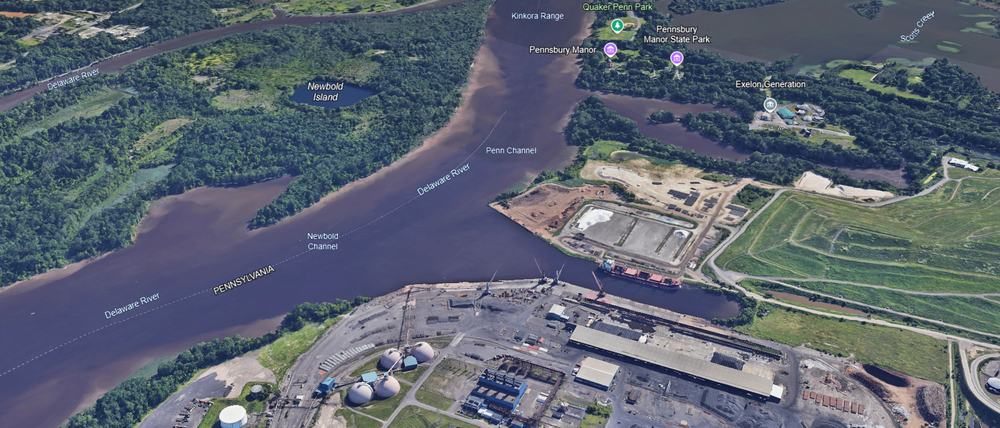 Quaker Penn Park
Kinkora Range
Scotts Creek
Pennsbury
Manor State Park
Pennsbury Manor
Delaware River
Newbold
Island
Exelon Generation
Penn Channel
Delaware River
Newbold
Channel
PENNSYLVANIA
Delaware River